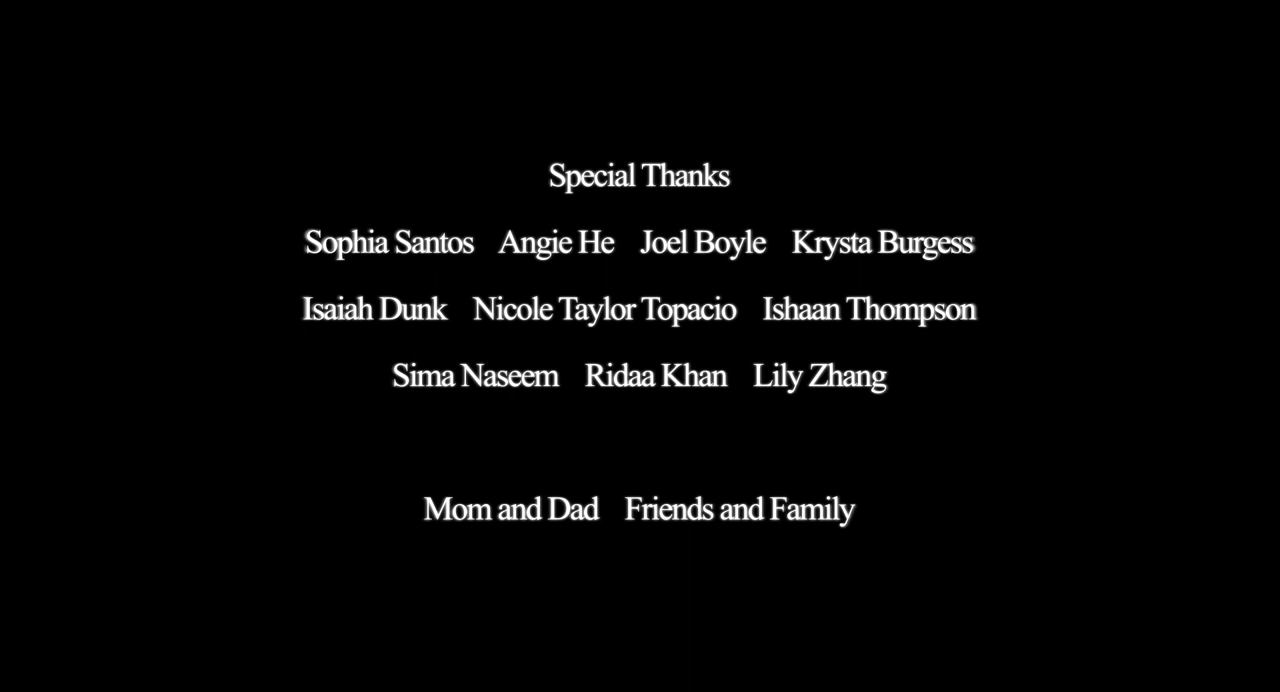 Special Thanks
Sophia Santos Angie He Joel Boyle Krysta Burgess
Isaiah Dunk Nicole Taylor Topacio Ishaan Thompson
Sima Naseem Ridaa Khan Lily Zhang
Mom and Dad Friends and Family